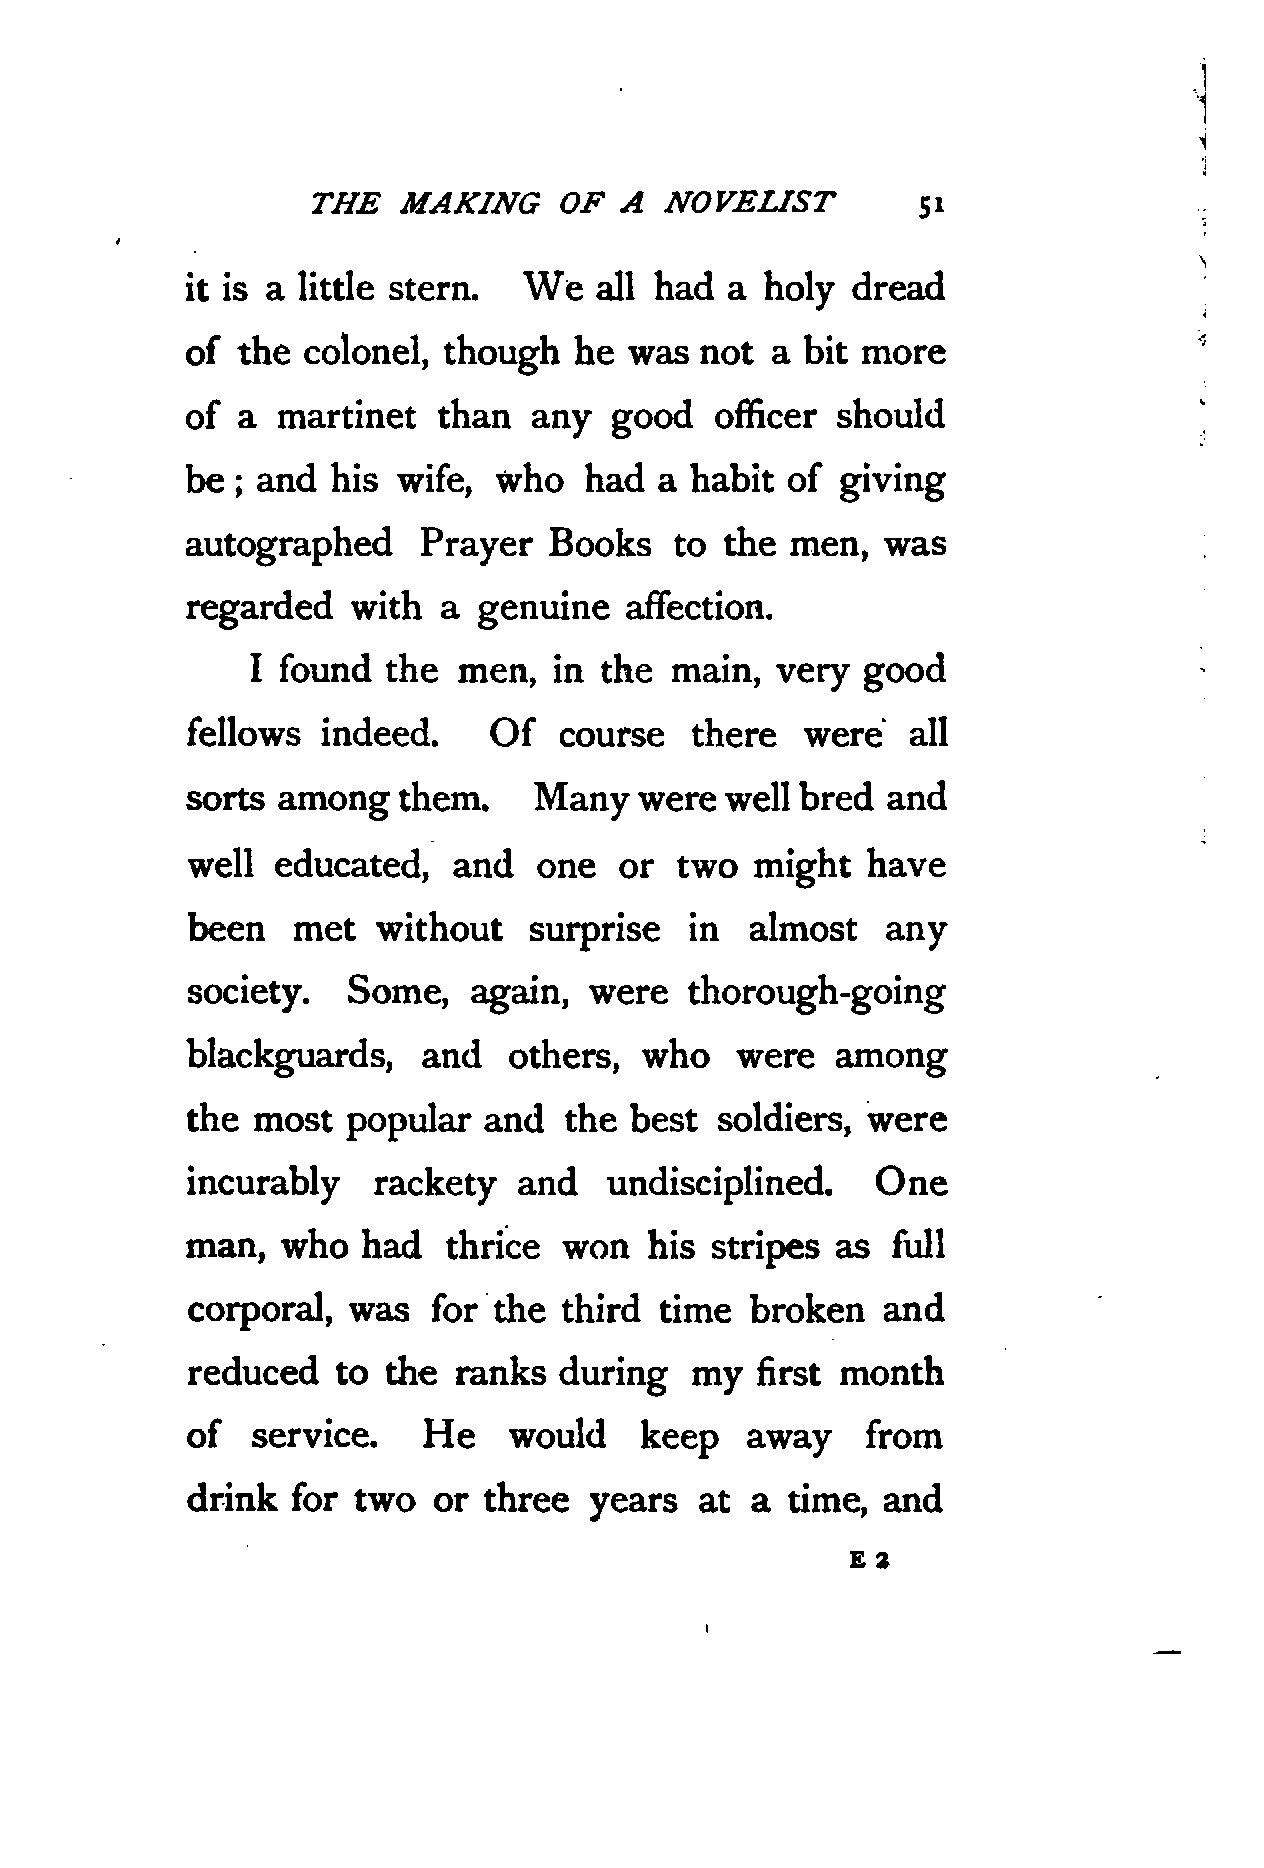 THE MAKING OF A NOVELIST 51
it is a little stern. We all had a holy dread
of the colonel, though he was not a bit more
of a martinet than any good officer should
be ; and his wife, who had a habit of giving
autographed Prayer Books to the men, was
regarded with a genuine affection.
I found the men, in the main, very good
fellows indeed. Of course there were all
sorts among them. Many were well bred and
well educated, and one or two might have
been met without surprise in almost any
society. Some, again, were thorough-going
blackguards, and others, who were among
the most popular and the best soldiers, were
incurably rackety and undisciplined. One
man, who had thrice won his stripes as full
corporal, was for the third time broken and
reduced to the ranks during my first month
of service. He would keep away from
drink for two or three years at a time, and
E 2